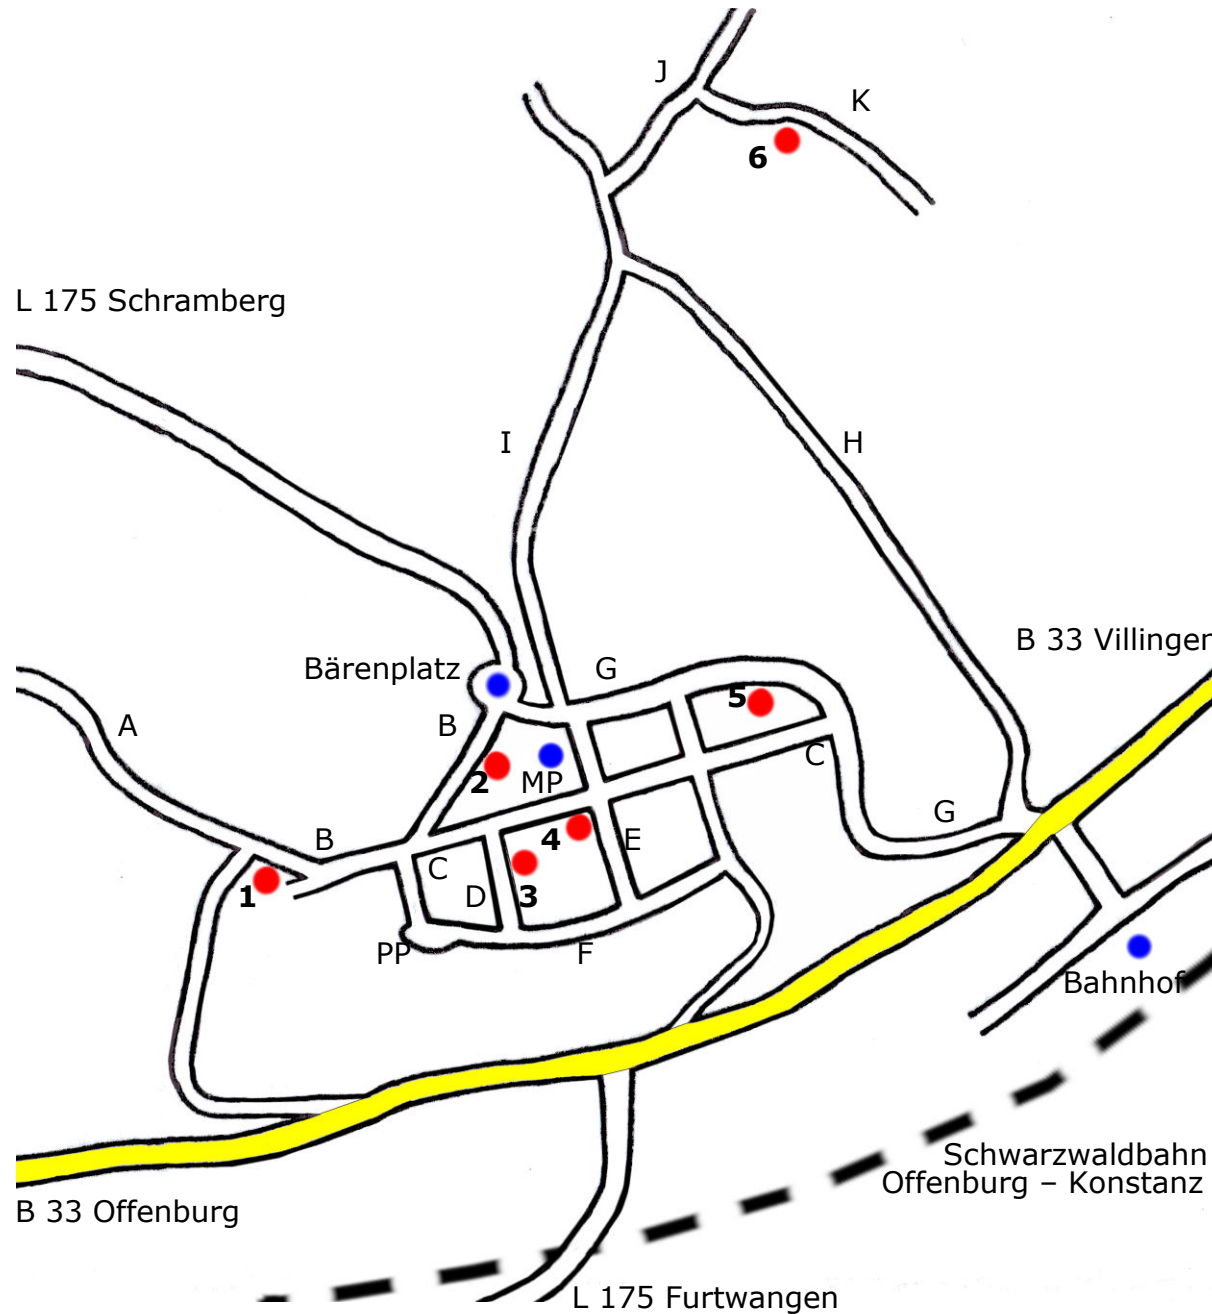 J
K
6
L 175 Schramberg
I
H
B 33 Villingen
Bärenplatz
G
5
A
B
C
2
MP
G
B
4
E
C
1
D
3
PP
F
Bahnhof
Schwarzwaldbahn
Offenburg – Konstanz
B 33 Offenburg
L 175 Furtwangen